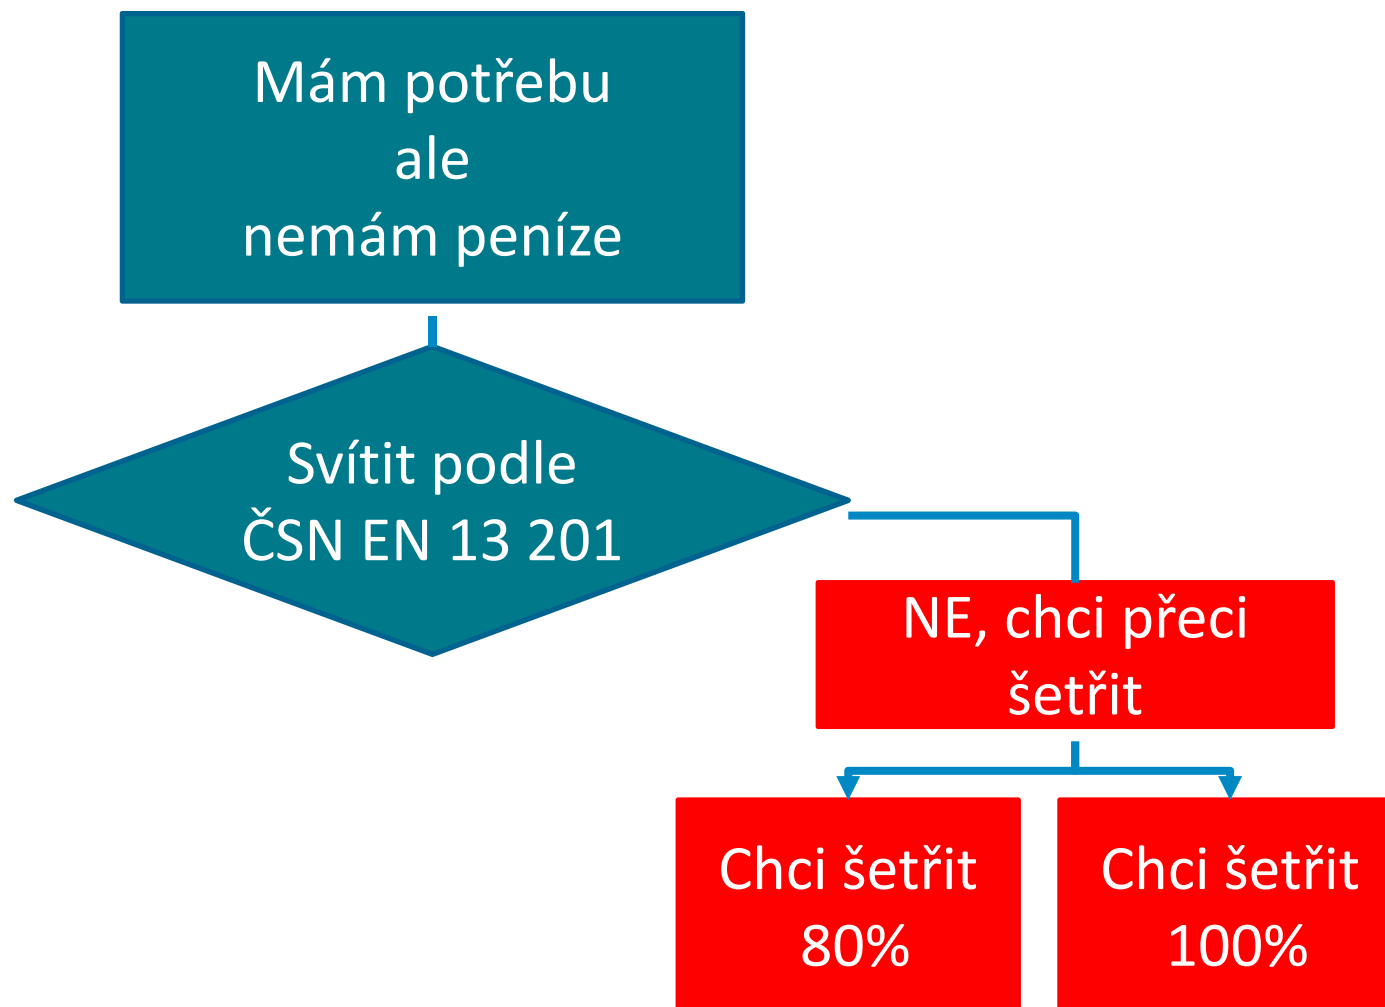 Mám potřebu
ale
nemám peníze
Svítit podle
ČSN EN 13 201
NE, chci přeci
šetřit
Chci šetřit
80%
Chci šetřit
100%